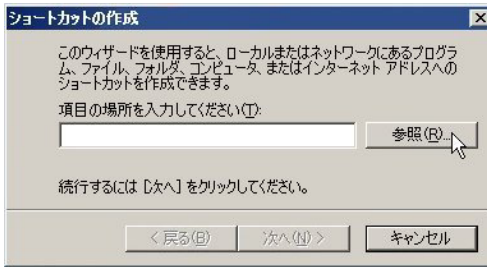 ショートカットの作成
このウィザードを使用すると、ローカルまたはネットワークにあるプログラ
ム、ファイル、フォルダ、コンピュータ、またはインターネット アドレスへの
ショートカットを作成できます。
項目の場所を入力してください(T):
参照(R)...
続行するには [次へ] をクリックしてください。
< 戻る(B)
次へ(N) >
キャンセル